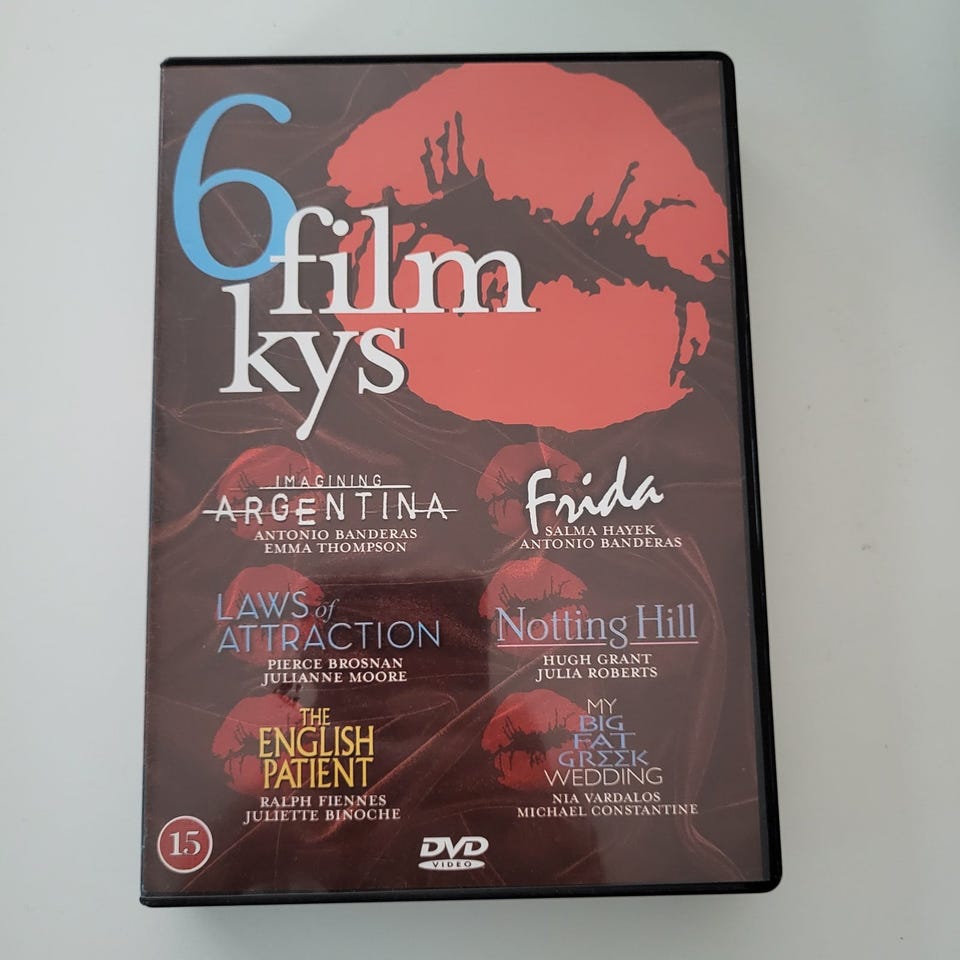 6
film
kys
IMAGINING
ARGENTINA
ANTONIO BANDERAS
EMMA THOMPSON
Frida
SALMA HAYEK
ANTONIO BANDERAS
LAWS of
ATTRACTION
PIERCE BROSNAN
JULIANNE MOORE
Notting Hill
HUGH GRANT
JULIA ROBERTS
THE
ENGLISH
PATIENT
RALPH FIENNES
JULIETTE BINOCHE
MY
BIG
FAT
GRΣΣK
WEDDING
NIA VARDALOS
MICHAEL CONSTANTINE
15
DVD
VIDEO